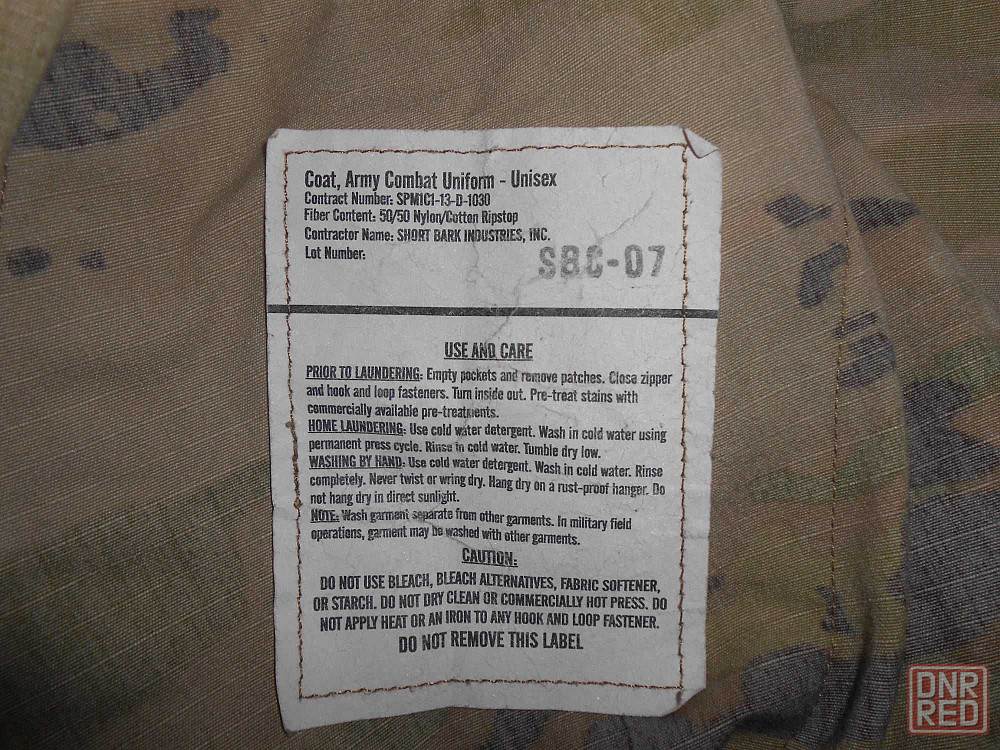 Coat, Army Combat Uniform - Unisex
Contract Number: SPM1C1-13-D-1030
Fiber Content: 50/50 Nylon/Cotton Ripstop
Contractor Name: SHORT BARK INDUSTRIES, INC.
Lot Number:
SBC-07
USE AND CARE
PRIOR TO LAUNDERING: Empty pockets and remove patches. Close zipper
and hook and loop fasteners. Turn inside out. Pre-treat stains with
commercially available pre-treatments.
HOME LAUNDERING: Use cold water detergent. Wash in cold water using
permanent press cycle. Rinse in cold water. Tumble dry low.
WASHING BY HAND: Use cold water detergent. Wash in cold water. Rinse
completely. Never twist or wring dry. Hang dry on a rust-proof hanger. Do
not hang dry in direct sunlight.
NOTE: Wash garment separate from other garments. In military field
operations, garment may be washed with other garments.
CAUTION:
DO NOT USE BLEACH, BLEACH ALTERNATIVES, FABRIC SOFTENER,
OR STARCH. DO NOT DRY CLEAN OR COMMERCIALLY HOT PRESS. DO
NOT APPLY HEAT OR AN IRON TO ANY HOOK AND LOOP FASTENER.
DO NOT REMOVE THIS LABEL
DNR
RED